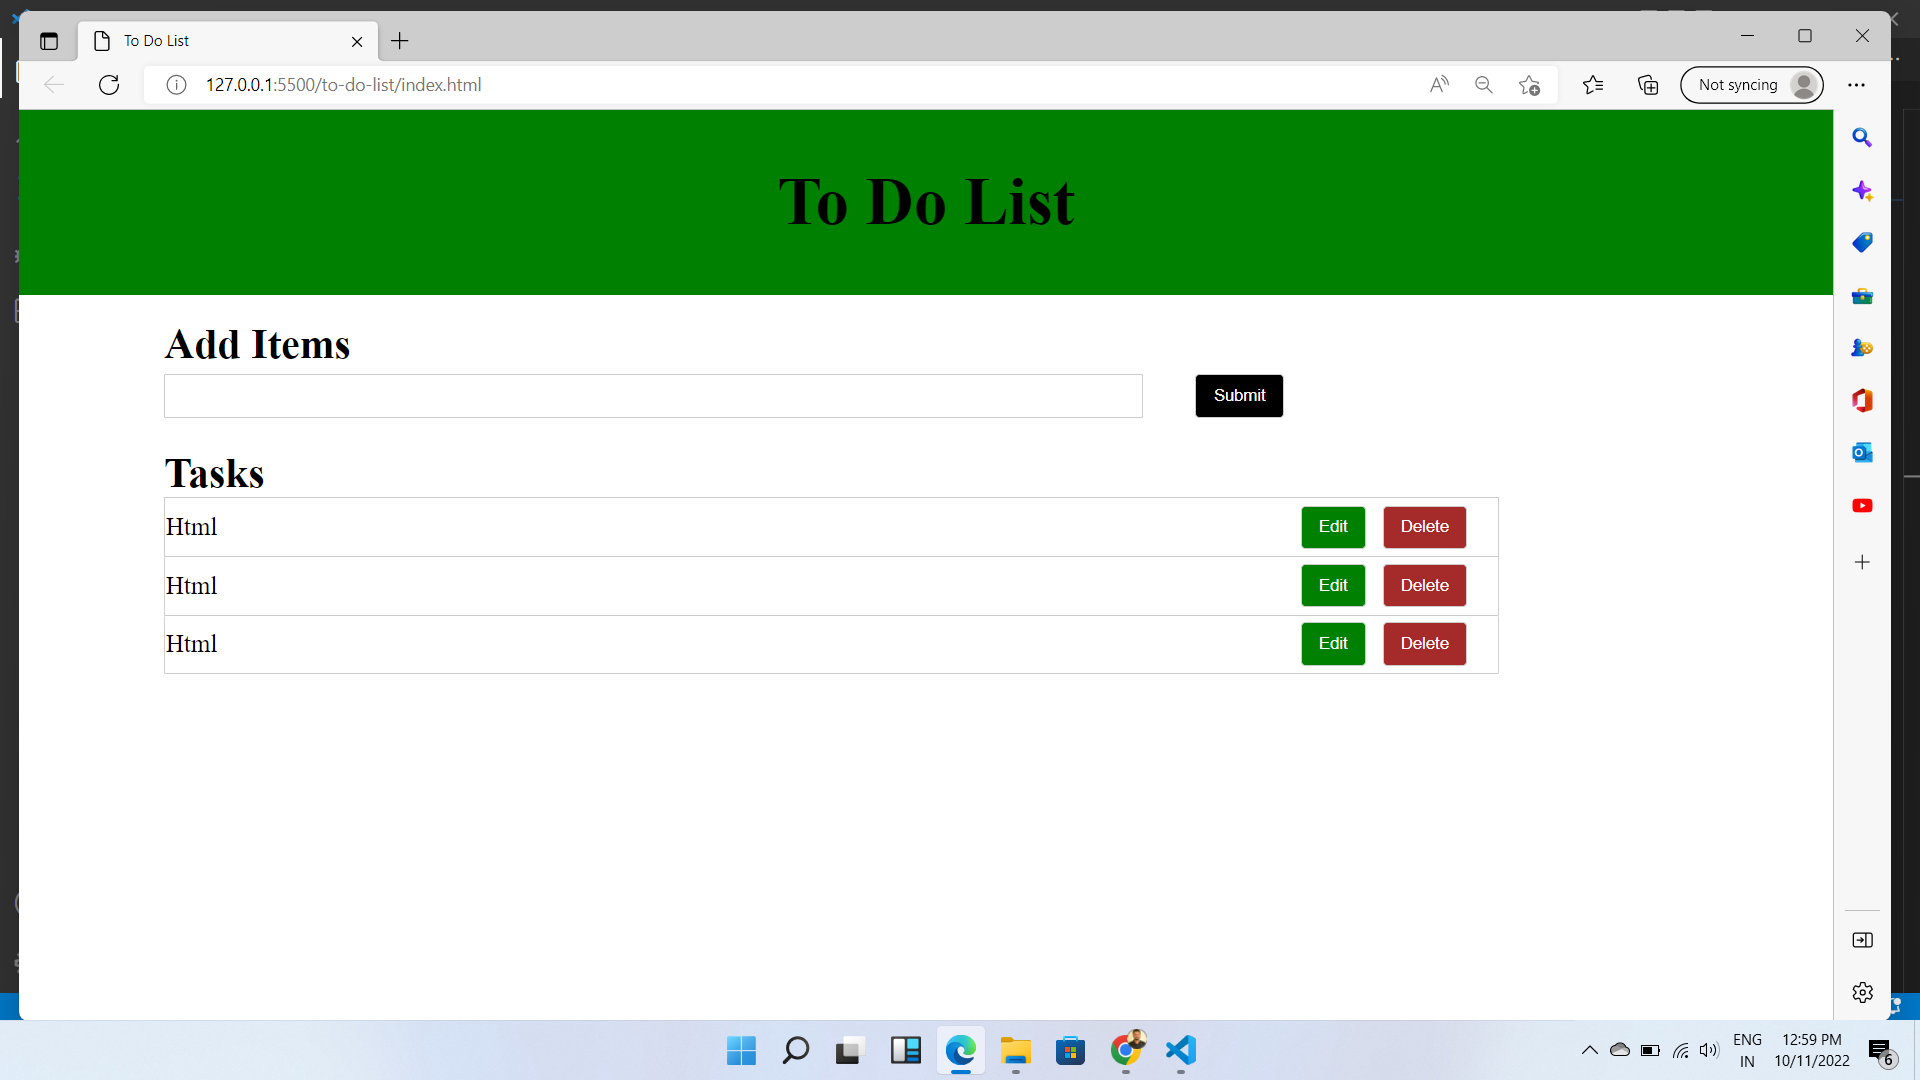 To Do List
127.0.0.1:5500/to-do-list/index.html
Not syncing
To Do List
Add Items
Submit
Tasks
Html Edit Delete
Html Edit Delete
Html Edit Delete
ENG 12:59 PM
IN 10/11/2022 6